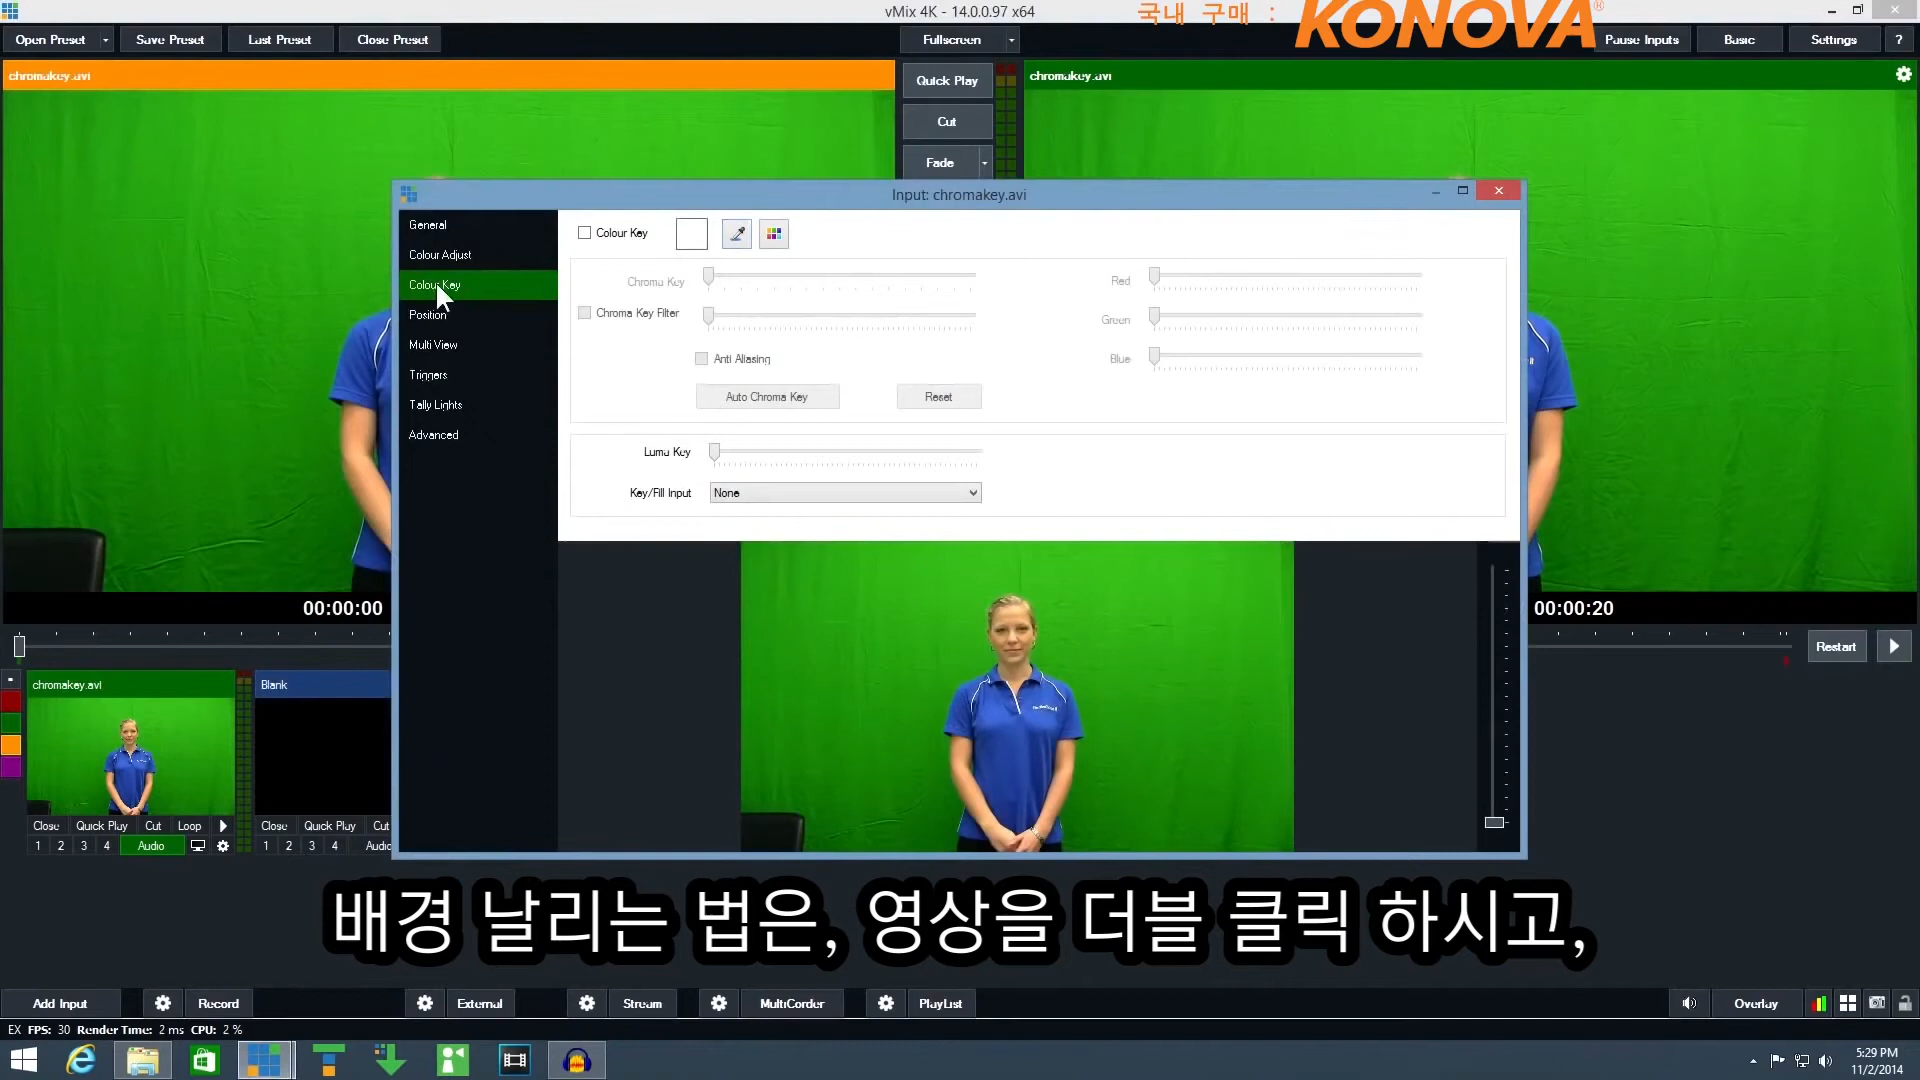 vMix 4K - 14.0.0.97 x64
국내 구매 : KONOVA®
Open Preset Save Preset Last Preset Close Preset Fullscreen Pause Inputs Basic Settings ?
chromakey.avi
Quick Play
Cut
Fade
chromakey.avi
Input: chromakey.avi
General
Colour Adjust
Colour Key
Position
Multi View
Triggers
Tally Lights
Advanced
Colour Key
Chroma Key
Chroma Key Filter
Anti Aliasing
Auto Chroma Key Reset
Red
Green
Blue
Luma Key
Key/Fill Input None
00:00:00
00:00:20
Restart
chromakey.avi
Close Quick Play Cut Loop
1 2 3 4 Audio
Blank
Close Quick Play Cut
1 2 3 4
배경 날리는 법은, 영상을 더블 클릭 하시고,
Add Input Record External Stream MultiCorder PlayList Overlay
EX FPS: 30 Render Time: 2 ms CPU: 2 %
5:29 PM
11/2/2014